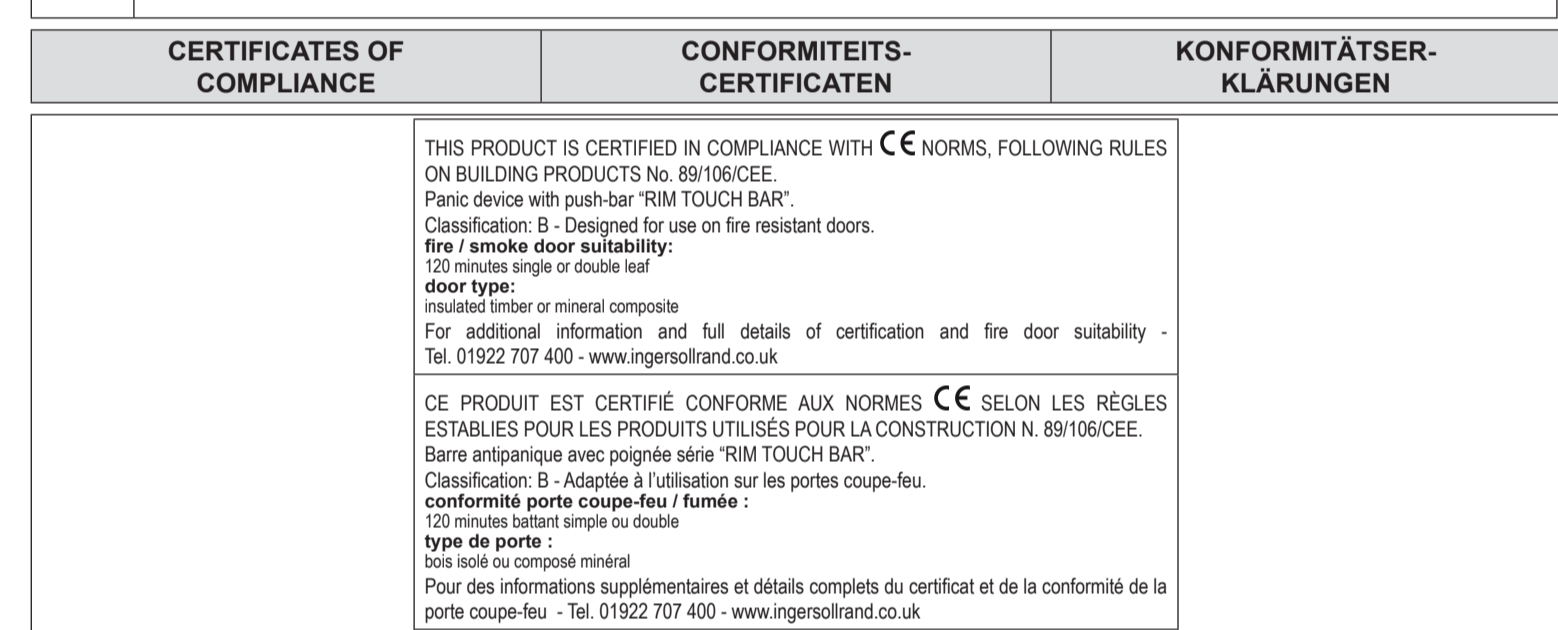 CERTIFICATES OF
COMPLIANCE
CONFORMITEITS-
CERTIFICATEN
KONFORMITÄTSER-
KLÄRUNGEN
THIS PRODUCT IS CERTIFIED IN COMPLIANCE WITH CE NORMS, FOLLOWING RULES
ON BUILDING PRODUCTS No. 89/106/CEE.
Panic device with push-bar “RIM TOUCH BAR”.
Classification: B - Designed for use on fire resistant doors.
fire / smoke door suitability:
120 minutes single or double leaf
door type:
insulated timber or mineral composite
For additional information and full details of certification and fire door suitability -
Tel. 01922 707 400 - www.ingersollrand.co.uk
CE PRODUIT EST CERTIFIÉ CONFORME AUX NORMES CE SELON LES RÈGLES
ESTABLIES POUR LES PRODUITS UTILISÉS POUR LA CONSTRUCTION N. 89/106/CEE.
Barre antipanique avec poignée série “RIM TOUCH BAR”.
Classification: B - Adaptée à l’utilisation sur les portes coupe-feu.
conformité porte coupe-feu / fumée :
120 minutes battant simple ou double
type de porte :
bois isolé ou composé minéral
Pour des informations supplémentaires et détails complets du certificat et de la conformité de la
porte coupe-feu - Tel. 01922 707 400 - www.ingersollrand.co.uk